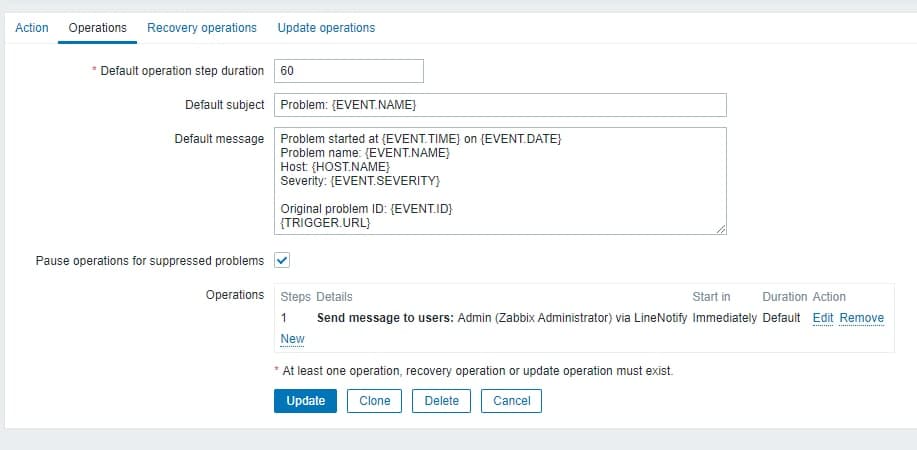 Action Operations Recovery operations Update operations
* Default operation step duration 60
Default subject Problem: {EVENT.NAME}
Default message Problem started at {EVENT.TIME} on {EVENT.DATE}
Problem name: {EVENT.NAME}
Host: {HOST.NAME}
Severity: {EVENT.SEVERITY}
Original problem ID: {EVENT.ID}
{TRIGGER.URL}
Pause operations for suppressed problems
Operations Steps Details Start in Duration Action
1 Send message to users: Admin (Zabbix Administrator) via LineNotify Immediately Default Edit Remove
New
* At least one operation, recovery operation or update operation must exist.
Update Clone Delete Cancel